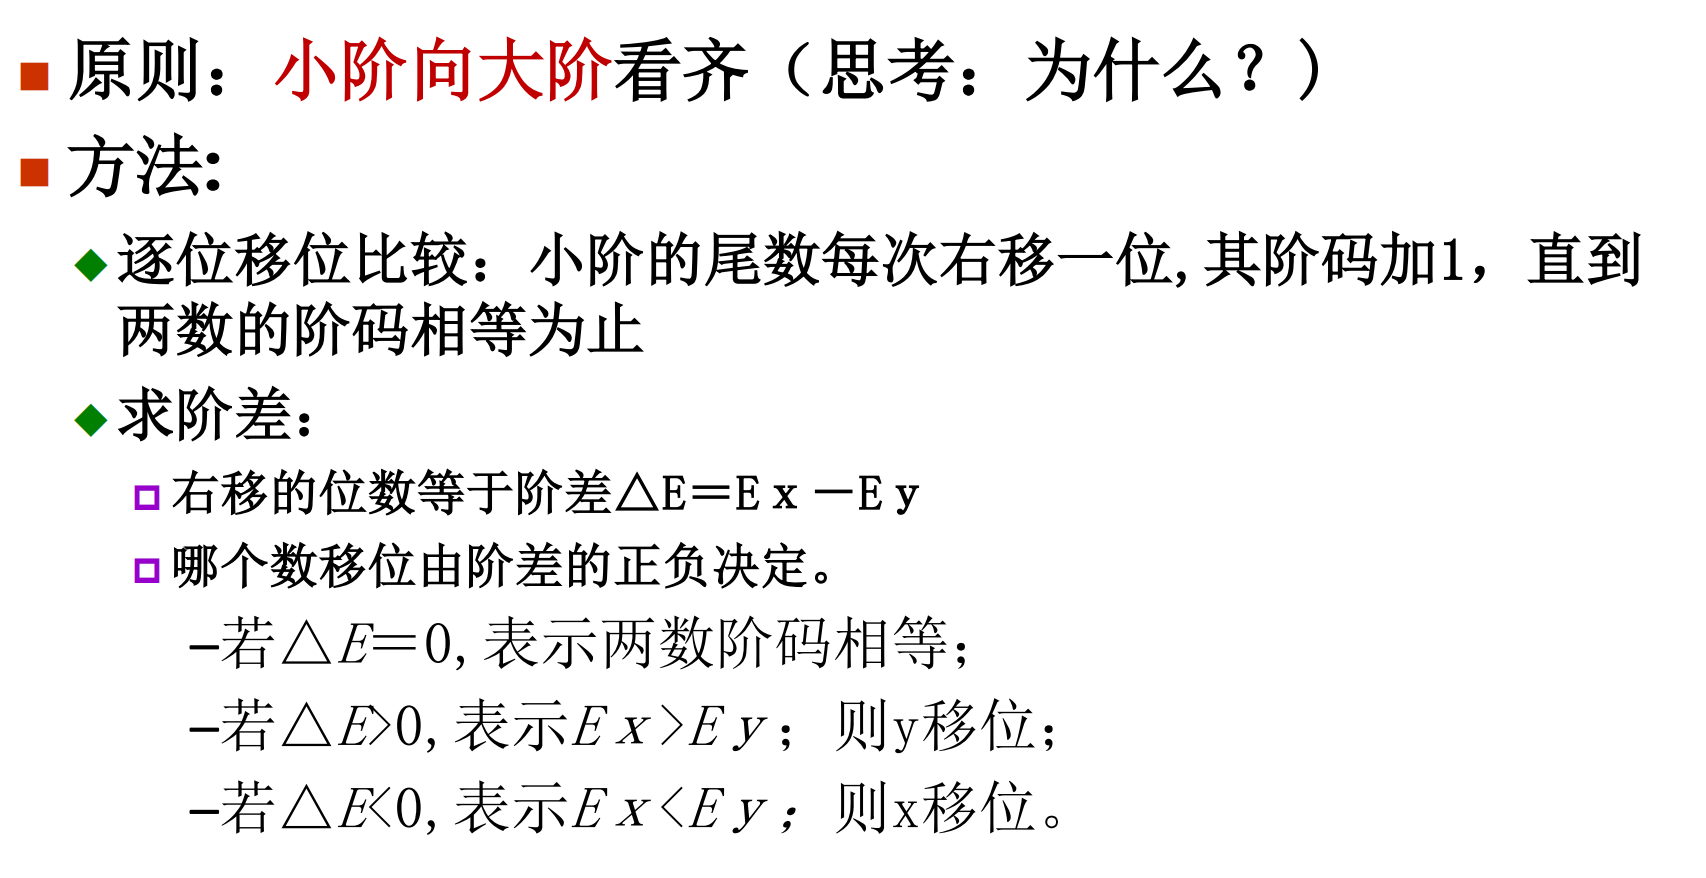 原则：小阶向大阶看齐（思考：为什么？）
方法:
逐位移位比较：小阶的尾数每次右移一位,其阶码加1，直到
两数的阶码相等为止
求阶差：
右移的位数等于阶差△E＝Eｘ－Eｙ
哪个数移位由阶差的正负决定。
–若△E＝0,表示两数阶码相等；
–若△E>0,表示Eｘ>Eｙ；则y移位；
–若△E<0,表示Eｘ<Eｙ；则x移位。